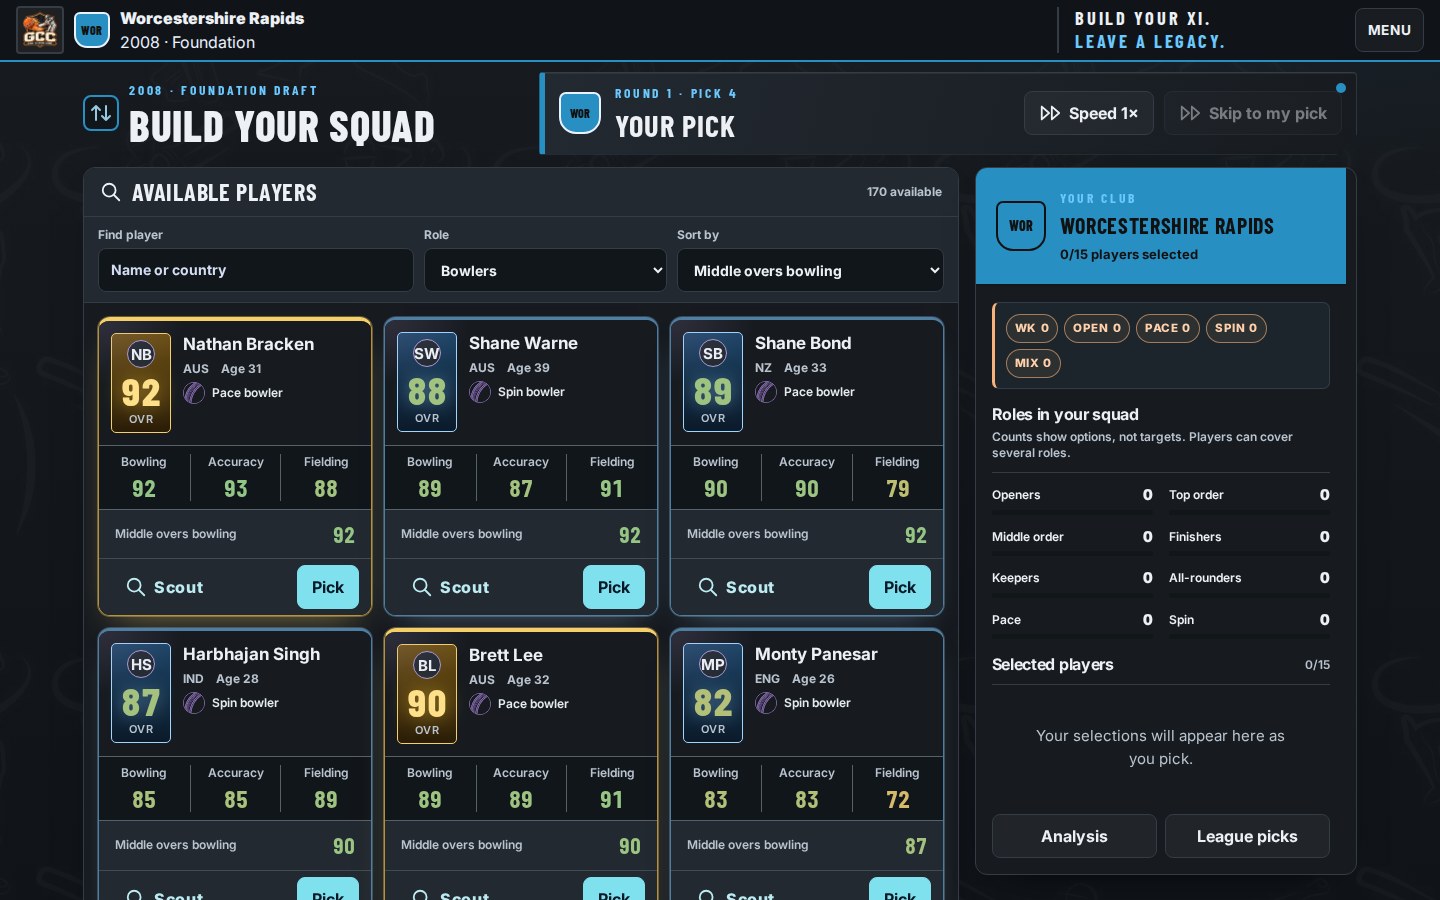 GCC
WOR
Worcestershire Rapids
2008 · Foundation
BUILD YOUR XI.
LEAVE A LEGACY.
MENU
2008 · FOUNDATION DRAFT
BUILD YOUR SQUAD
WOR
ROUND 1 · PICK 4
YOUR PICK
Speed 1×
Skip to my pick
AVAILABLE PLAYERS
170 available
Find player
Role
Sort by
Name or country
Bowlers
Middle overs bowling
NB
92
OVR
Nathan Bracken
AUS Age 31
Pace bowler
Bowling Accuracy Fielding
92 93 88
Middle overs bowling 92
Scout Pick
SW
88
OVR
Shane Warne
AUS Age 39
Spin bowler
Bowling Accuracy Fielding
89 87 91
Middle overs bowling 92
Scout Pick
SB
89
OVR
Shane Bond
NZ Age 33
Pace bowler
Bowling Accuracy Fielding
90 90 79
Middle overs bowling 92
Scout Pick
HS
87
OVR
Harbhajan Singh
IND Age 28
Spin bowler
Bowling Accuracy Fielding
85 85 89
Middle overs bowling 90
Scout Pick
BL
90
OVR
Brett Lee
AUS Age 32
Pace bowler
Bowling Accuracy Fielding
89 89 91
Middle overs bowling 90
Scout Pick
MP
82
OVR
Monty Panesar
ENG Age 26
Spin bowler
Bowling Accuracy Fielding
83 83 72
Middle overs bowling 87
Scout Pick
WOR
YOUR CLUB
WORCESTERSHIRE RAPIDS
0/15 players selected
WK 0 OPEN 0 PACE 0 SPIN 0
MIX 0
Roles in your squad
Counts show options, not targets. Players can cover
several roles.
Openers 0 Top order 0
Middle order 0 Finishers 0
Keepers 0 All-rounders 0
Pace 0 Spin 0
Selected players 0/15
Your selections will appear here as
you pick.
Analysis League picks